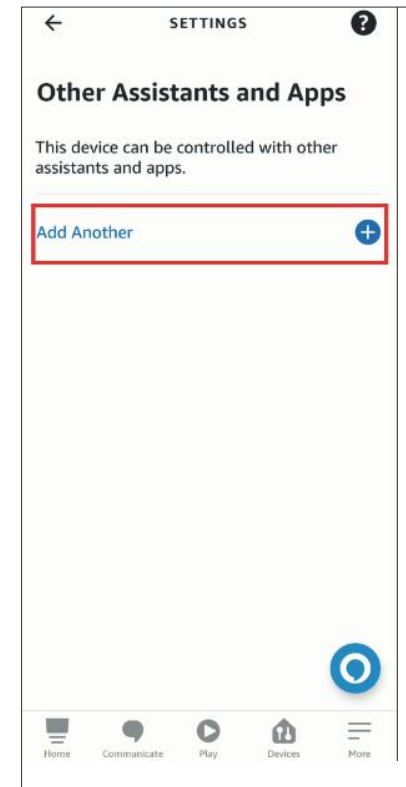 SETTINGS
Other Assistants and Apps
This device can be controlled with other
assistants and apps.
Add Another
Home Communicate Play Devices More